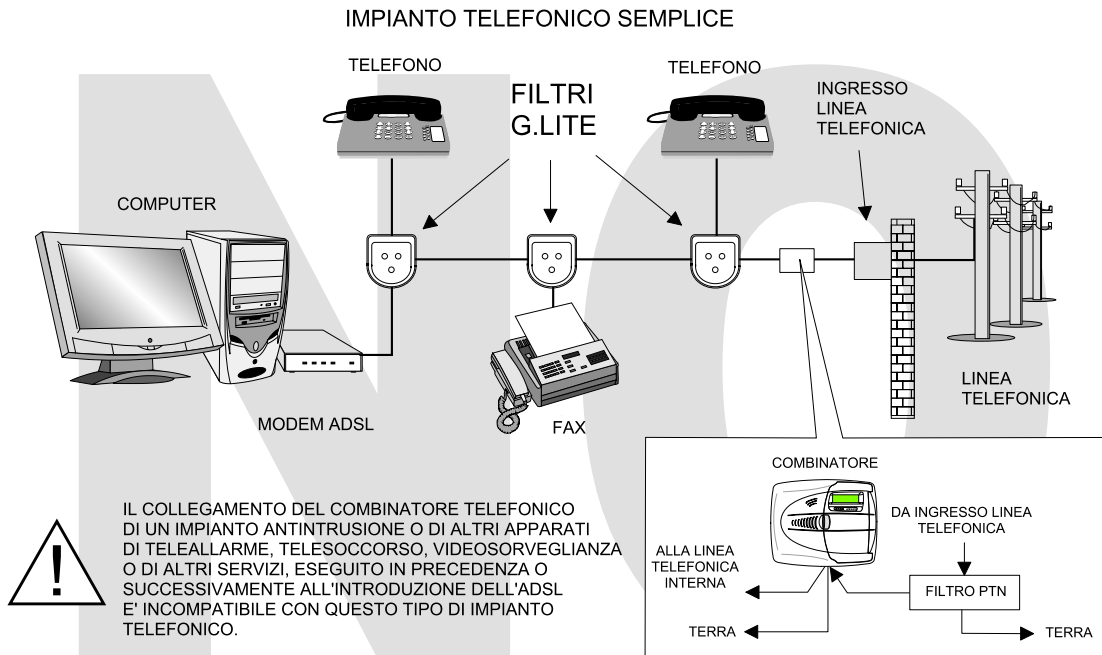 IMPIANTO TELEFONICO SEMPLICE
TELEFONO
FILTRI
G.LITE
TELEFONO
INGRESSO
LINEA
TELEFONICA
COMPUTER
MODEM ADSL
FAX
LINEA
TELEFONICA
NO
!
IL COLLEGAMENTO DEL COMBINATORE TELEFONICO
DI UN IMPIANTO ANTINTRUSIONE O DI ALTRI APPARATI
DI TELEALLARME, TELESOCCORSO, VIDEOSORVEGLIANZA
O DI ALTRI SERVIZI, ESEGUITO IN PRECEDENZA O
SUCCESSIVAMENTE ALL'INTRODUZIONE DELL'ADSL
E' INCOMPATIBILE CON QUESTO TIPO DI IMPIANTO
TELEFONICO.
COMBINATORE
DA INGRESSO LINEA
TELEFONICA
ALLA LINEA
TELEFONICA
INTERNA
FILTRO PTN
TERRA
TERRA